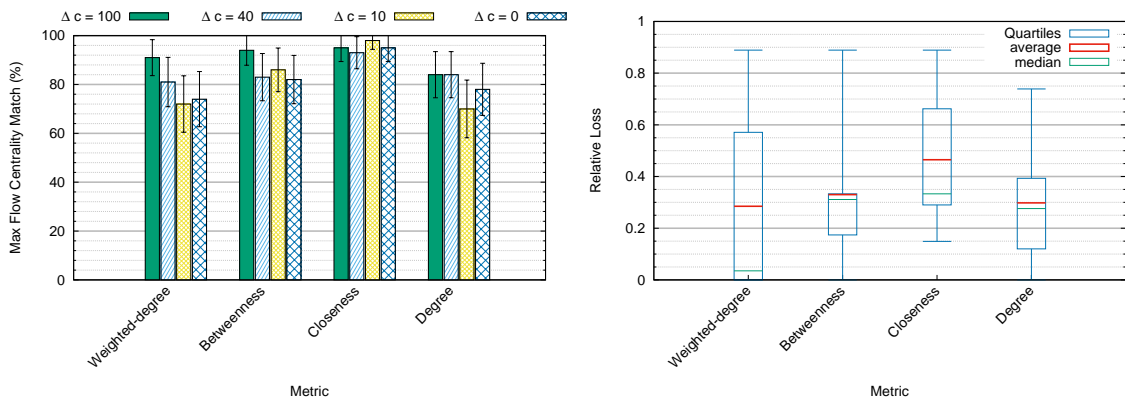 Δ c = 100 Δ c = 40 Δ c = 10 Δ c = 0
Max Flow Centrality Match (%)
100
80
60
40
20
0
Weighted-degree
Betweenness
Closeness
Degree
Metric
Relative Loss
1
0.8
0.6
0.4
0.2
0
Quartiles
average
median
Weighted-degree
Betweenness
Closeness
Degree
Metric